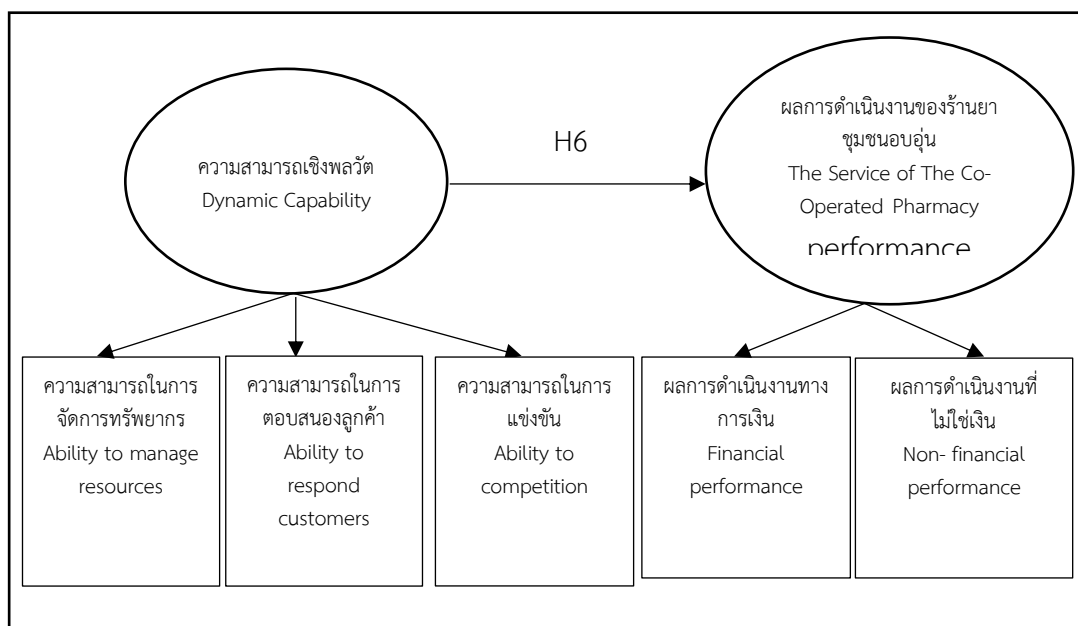 ความสามารถเชิงพลวัต
Dynamic Capability
H6
ผลการดำเนินงานของร้านยา
ชุมชนอบอุ่น
The Service of The Co-
Operated Pharmacy
performance
ความสามารถในการ
จัดการทรัพยากร
Ability to manage
resources
ความสามารถในการ
ตอบสนองลูกค้า
Ability to
respond
customers
ความสามารถในการ
แข่งขัน
Ability to
competition
ผลการดำเนินงานทาง
การเงิน
Financial
performance
ผลการดำเนินงานที่
ไม่ใช่เงิน
Non- financial
performance